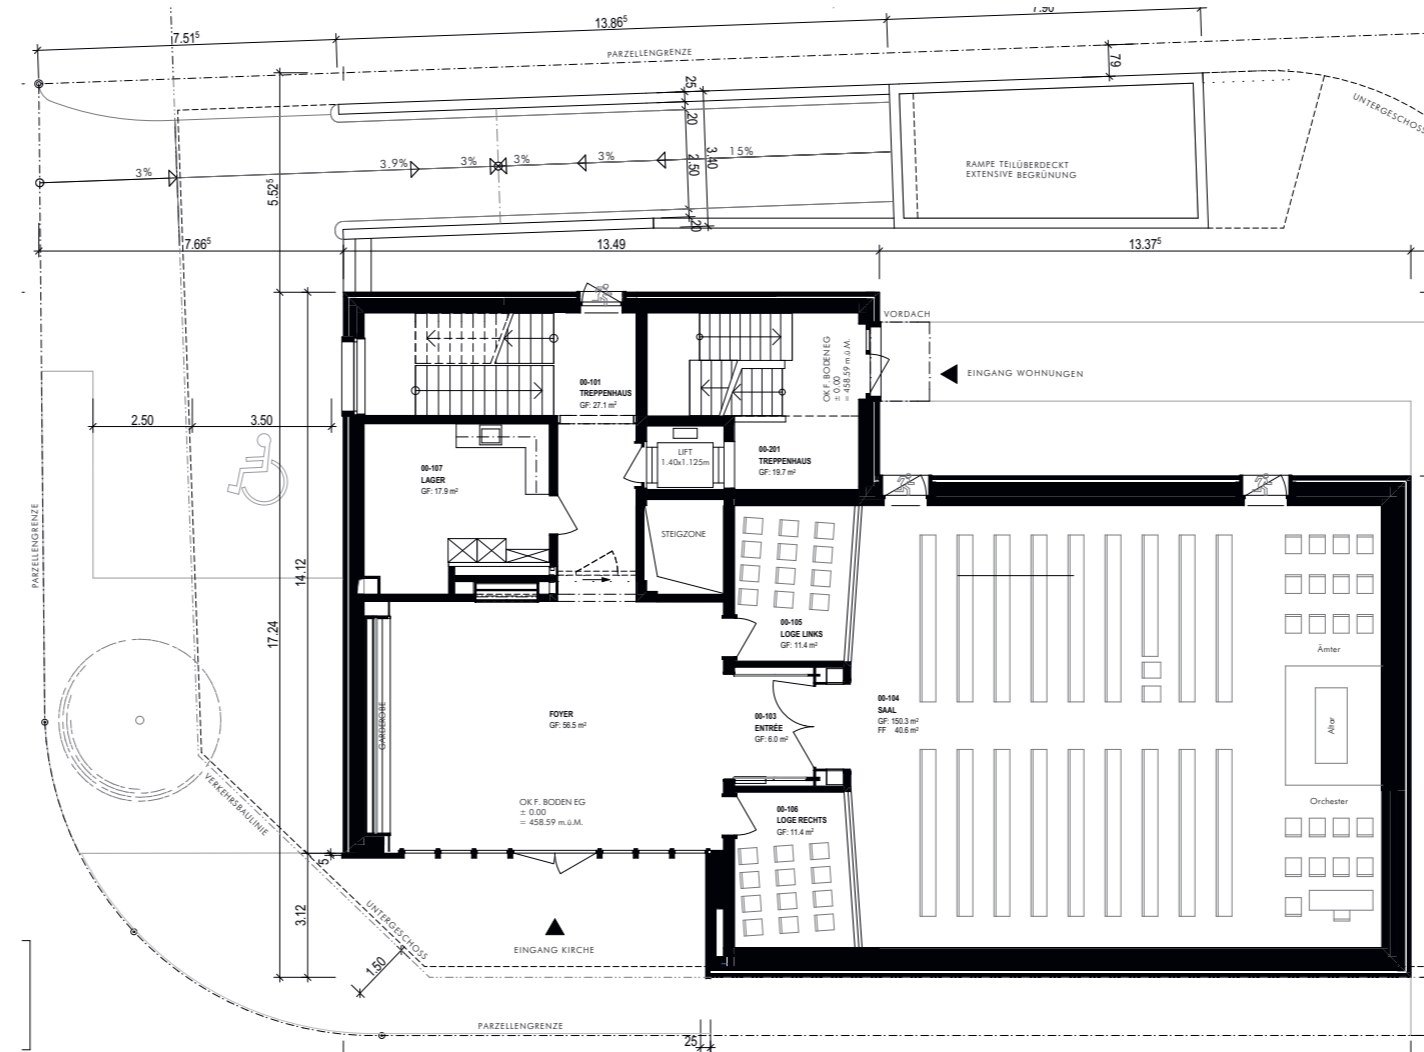 7.51⁵
13.86⁵
7.90
PARZELLENGRENZE
79
25
20
2.50
3.40
20
UNTERGESCHOSS
3%
3.9%
3%
3%
3%
15%
RAMPE TEILÜBERDECKT
EXTENSIVE BEGRÜNUNG
5.52⁵
7.66⁵
13.49
13.37⁵
VORDACH
EINGANG WOHNUNGEN
OK F. BODEN EG
± 0.00
= 458.59 m.ü.M.
00-101
TREPPENHAUS
GF: 27.1 m²
2.50
3.50
00-107
LAGER
GF: 17.9 m²
LIFT
1.40x1.125m
00-201
TREPPENHAUS
GF: 19.7 m²
STEIGZONE
PARZELLENGRENZE
14.12
17.24
00-105
LOGE LINKS
GF: 11.4 m²
Ämter
GARDEROBE
FOYER
GF: 56.5 m²
00-103
ENTRÉE
GF: 6.0 m²
00-104
SAAL
GF: 150.3 m²
FF 40.6 m²
Altar
VERKEHRSBAULINIE
OK F. BODEN EG
± 0.00
= 458.59 m.ü.M.
00-106
LOGE RECHTS
GF: 11.4 m²
Orchester
5
3.12
UNTERGESCHOSS
1.50
EINGANG KIRCHE
PARZELLENGRENZE
25